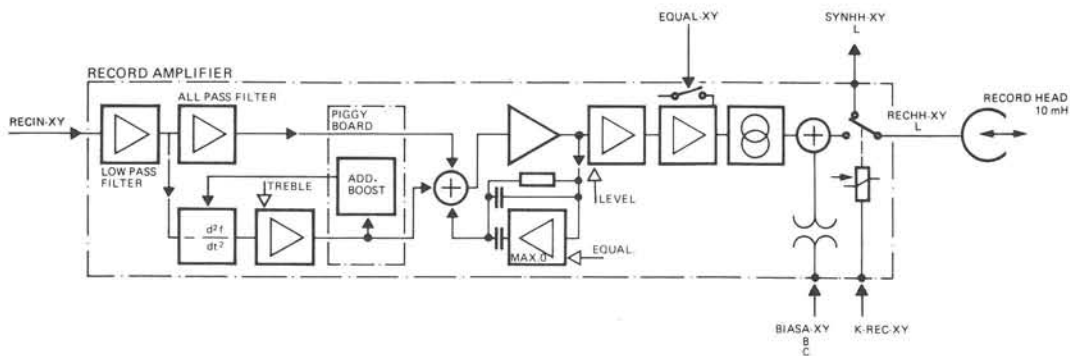 EQUAL-XY
SYNHH-XY
L
RECORD AMPLIFIER
ALL PASS FILTER
RECIN-XY
PIGGY
BOARD
LOW PASS
FILTER
RECHH-XY
L
RECORD HEAD
10 mH
ADD.
BOOST
TREBLE
LEVEL
- d²f
dt²
MAX.0
EQUAL.
BIASA-XY
B
C
K-REC-XY